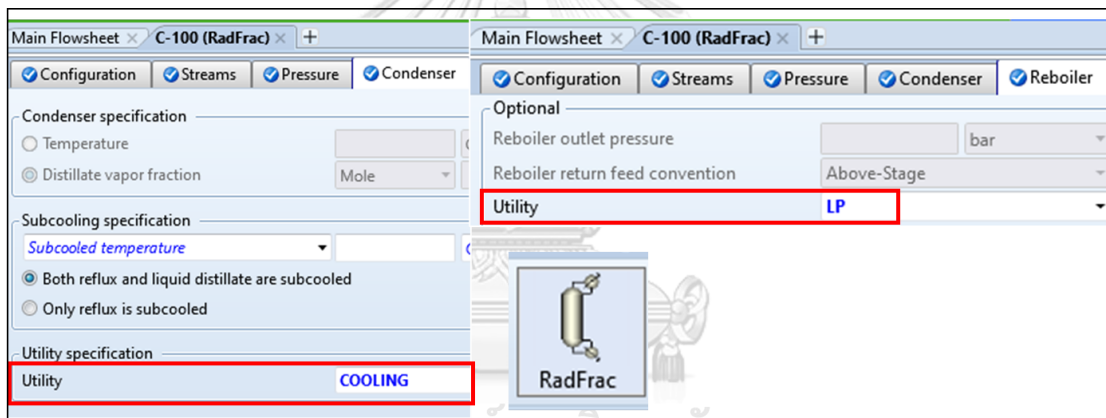 Main Flowsheet × C-100 (RadFrac) × +
Configuration Streams Pressure Condenser
Condenser specification
Temperature
Distillate vapor fraction Mole
Subcooling specification
Subcooled temperature
Both reflux and liquid distillate are subcooled
Only reflux is subcooled
Utility specification
Utility COOLING
Main Flowsheet × C-100 (RadFrac) × +
Configuration Streams Pressure Condenser Reboiler
Optional
Reboiler outlet pressure bar
Reboiler return feed convention Above-Stage
Utility LP
RadFrac